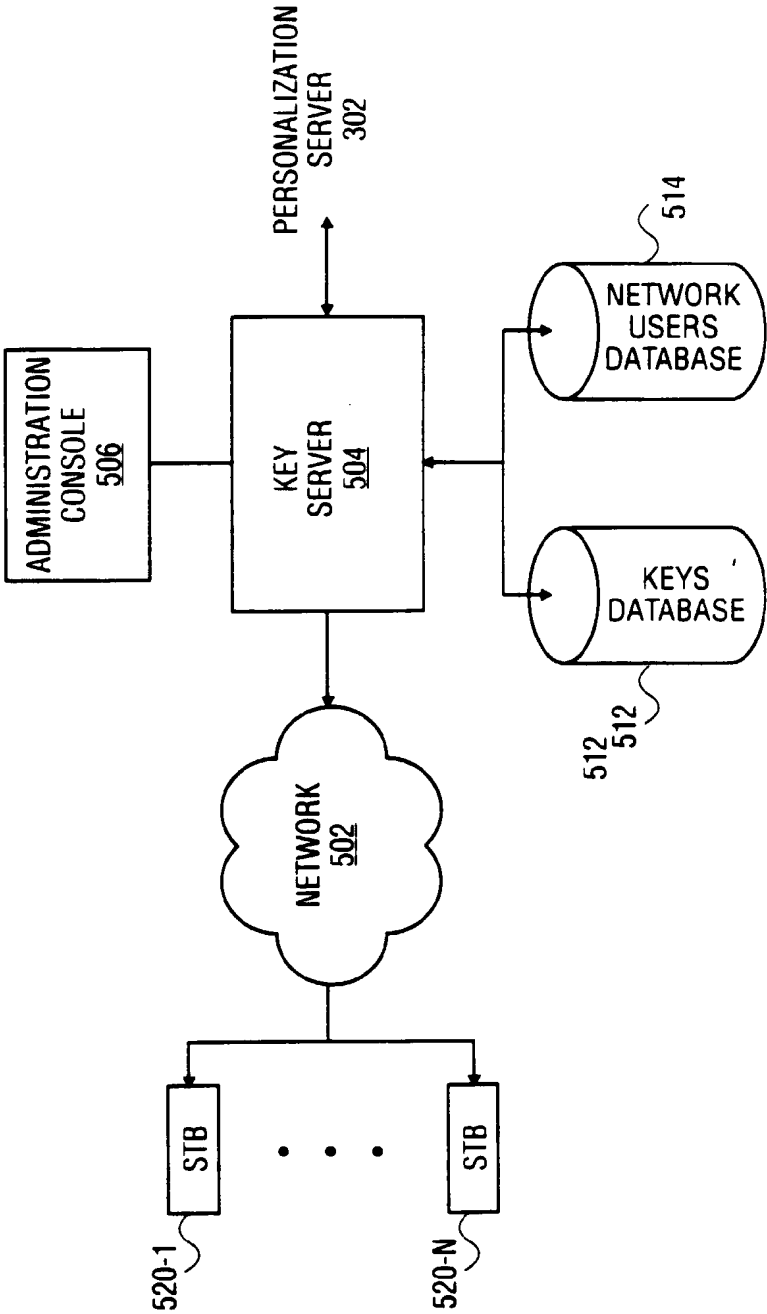 ADMINISTRATION
CONSOLE
506
PERSONALIZATION
SERVER
302
KEY
SERVER
504
NETWORK
502
STB
520-1
STB
520-N
KEYS
DATABASE
512
512
NETWORK
USERS
DATABASE
514